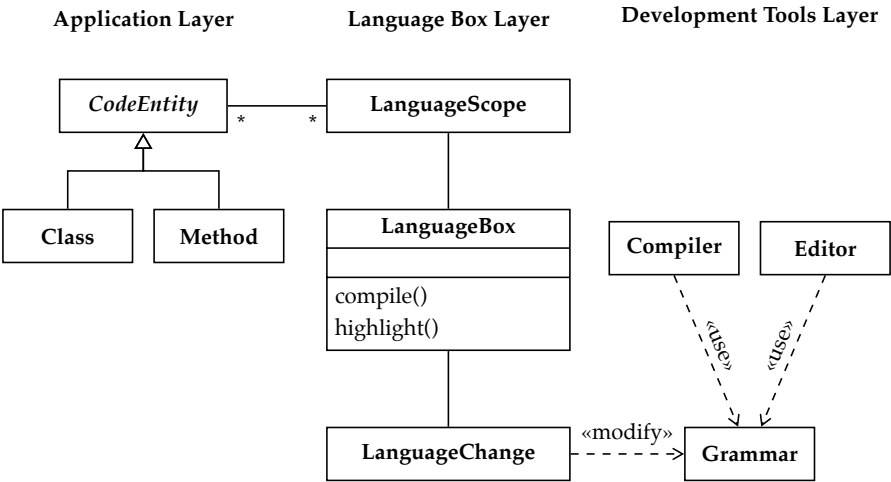 Application Layer
Language Box Layer
Development Tools Layer
CodeEntity
*
*
LanguageScope
Class
Method
LanguageBox
compile()
highlight()
Compiler
Editor
«use»
«use»
LanguageChange
«modify»
Grammar